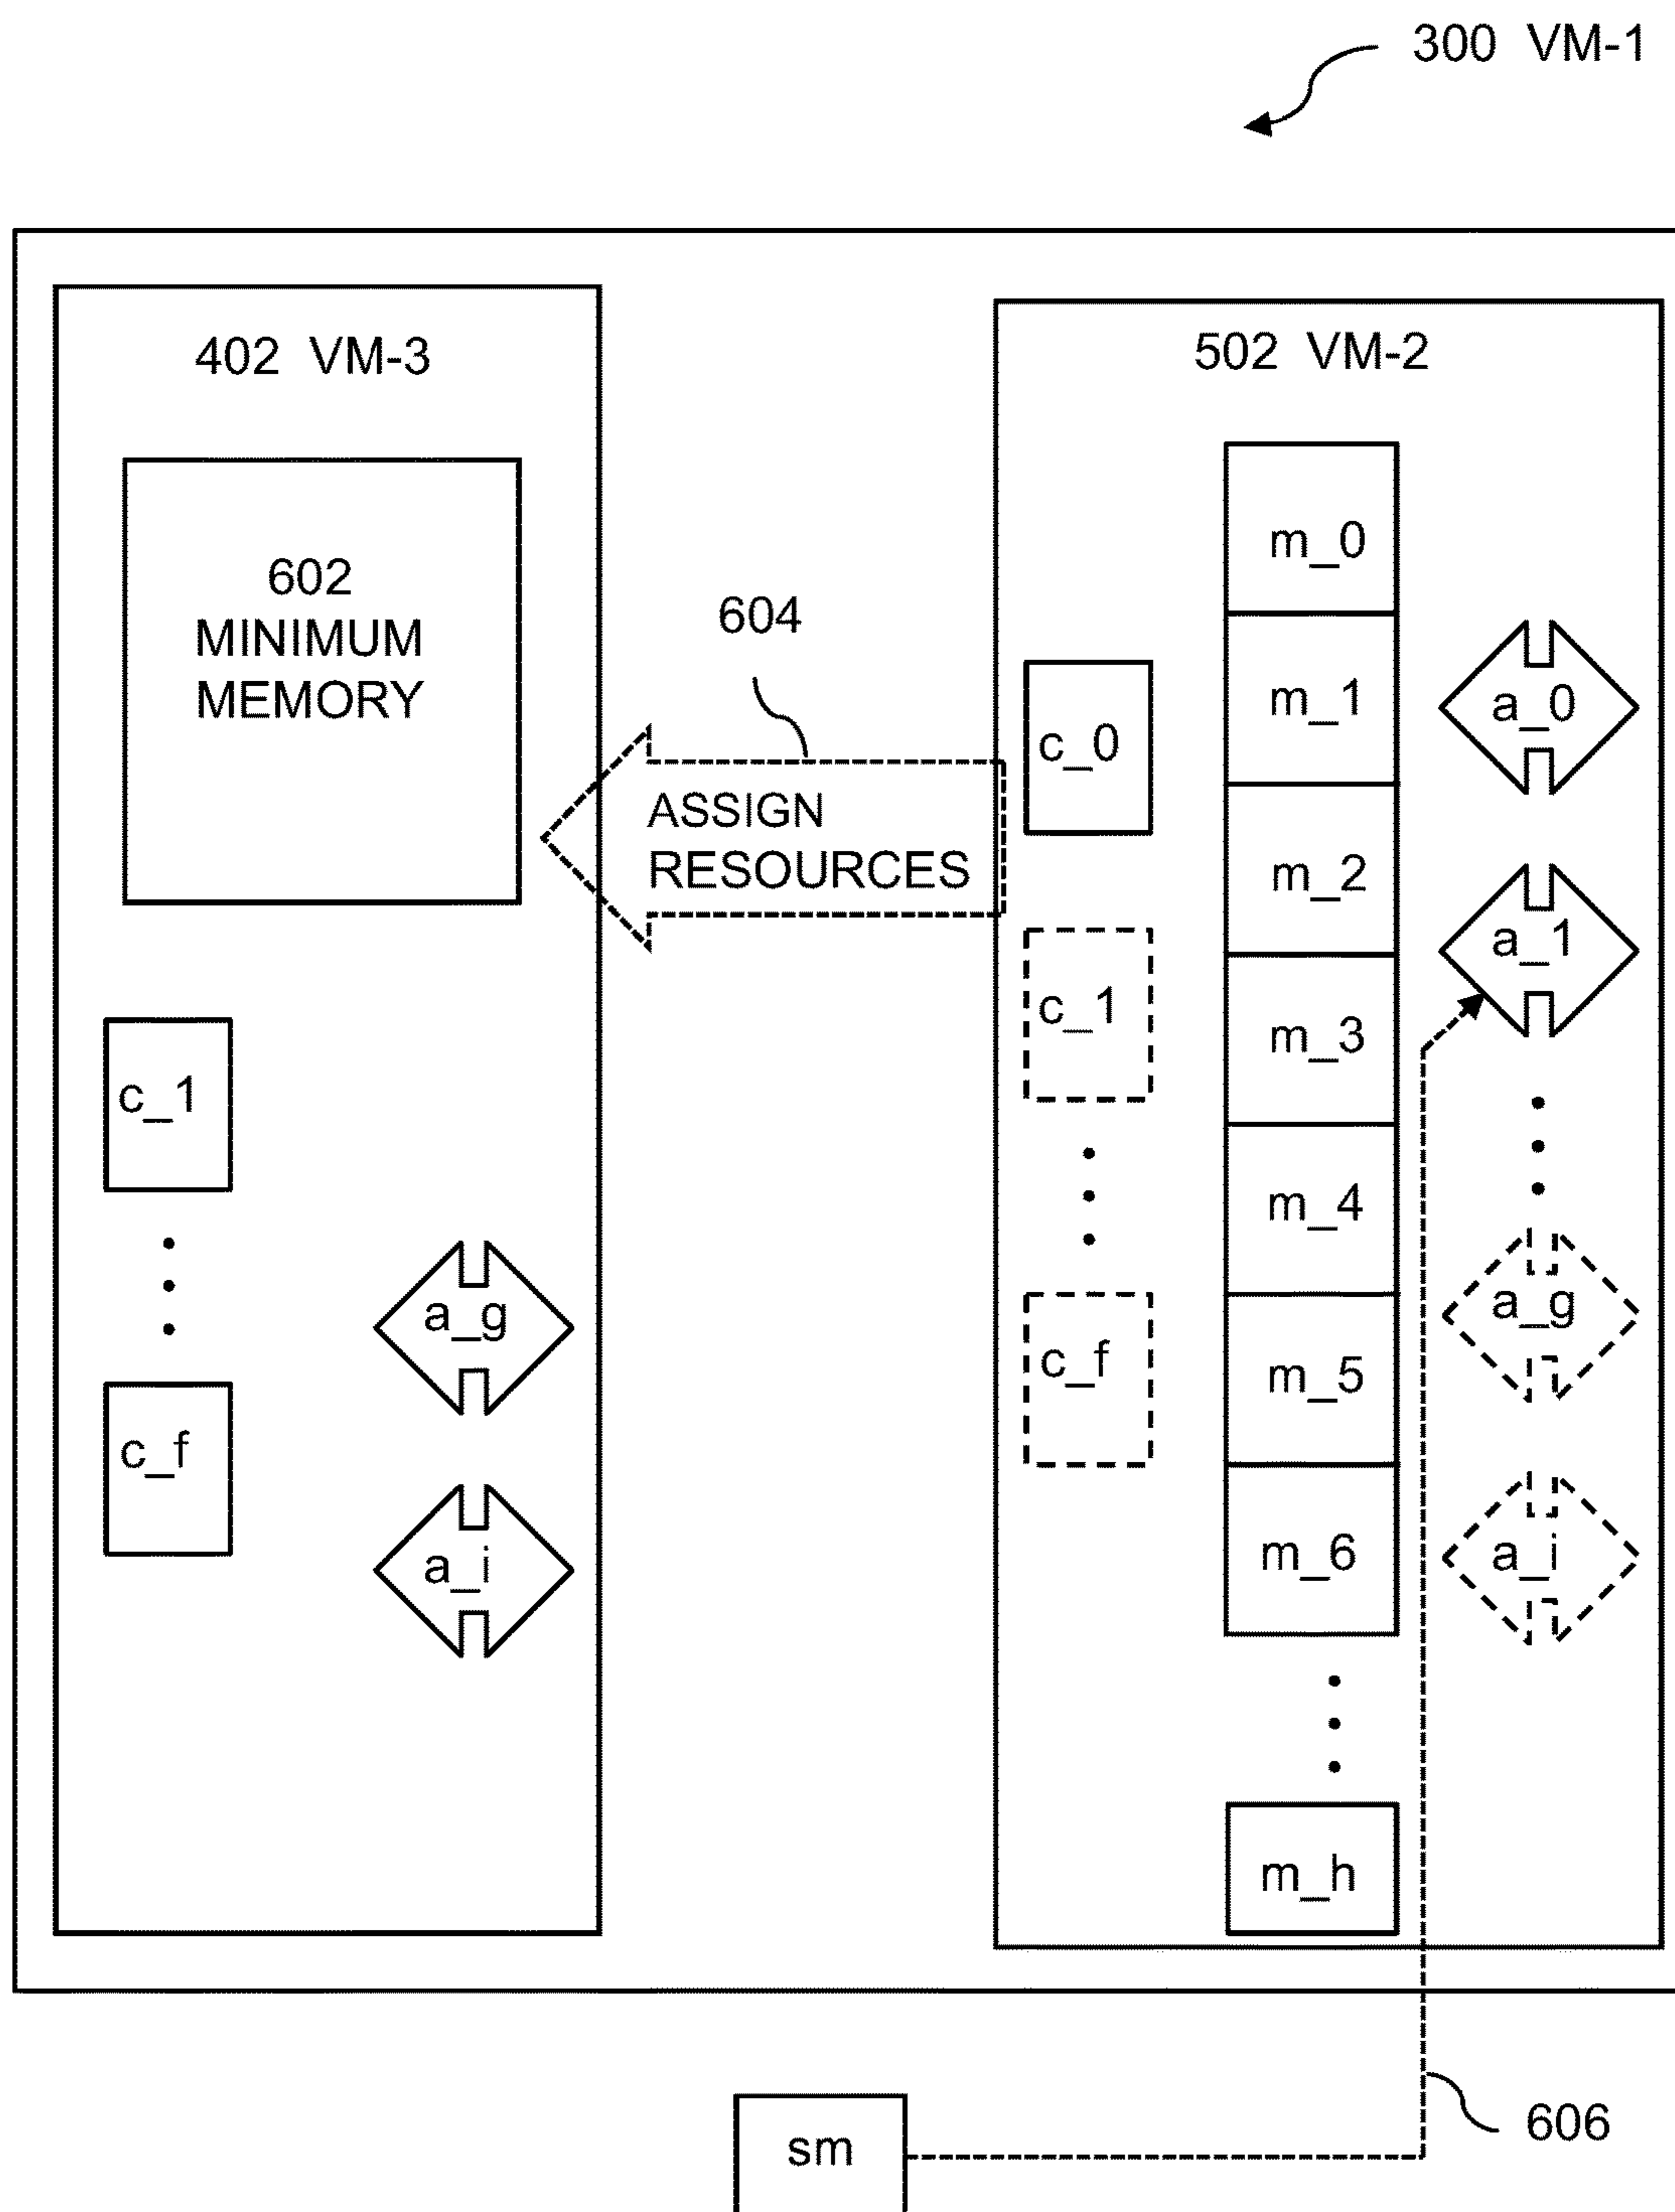 300 VM-1
402 VM-3
602
MINIMUM
MEMORY
c_1
c_f
a_g
a_i
604
ASSIGN
RESOURCES
502 VM-2
c_0
c_1
c_f
m_0
m_1
m_2
m_3
m_4
m_5
m_6
m_h
a_0
a_1
a_g
a_i
sm
606